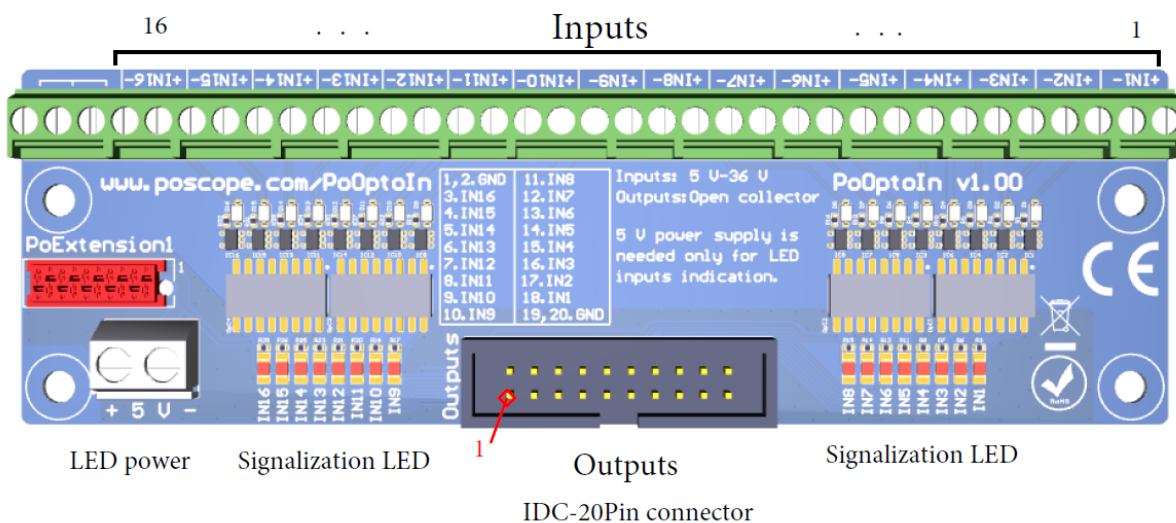 16 . . . Inputs . . . 1
+IN16- +IN15- +IN14- +IN13- +IN12- +IN11- +IN10- +IN9- +IN8- +IN7- +IN6- +IN5- +IN4- +IN3- +IN2- +IN1-
www.poscope.com/PoOptoIn
1,2.GND 11.IN8
3.IN16 12.IN7
4.IN15 13.IN6
5.IN14 14.IN5
6.IN13 15.IN4
7.IN12 16.IN3
8.IN11 17.IN2
9.IN10 18.IN1
10.IN9 19,20.GND
Inputs: 5 V-36 V
Outputs:Open collector
5 V power supply is
needed only for LED
inputs indication.
PoOptoIn v1.00
PoExtension1
1
CE
RoHS
+ 5 V -
IN16 IN15 IN14 IN13 IN12 IN11 IN10 IN9
Outputs
IN8 IN7 IN6 IN5 IN4 IN3 IN2 IN1
1
LED power
Signalization LED
Outputs
Signalization LED
IDC-20Pin connector